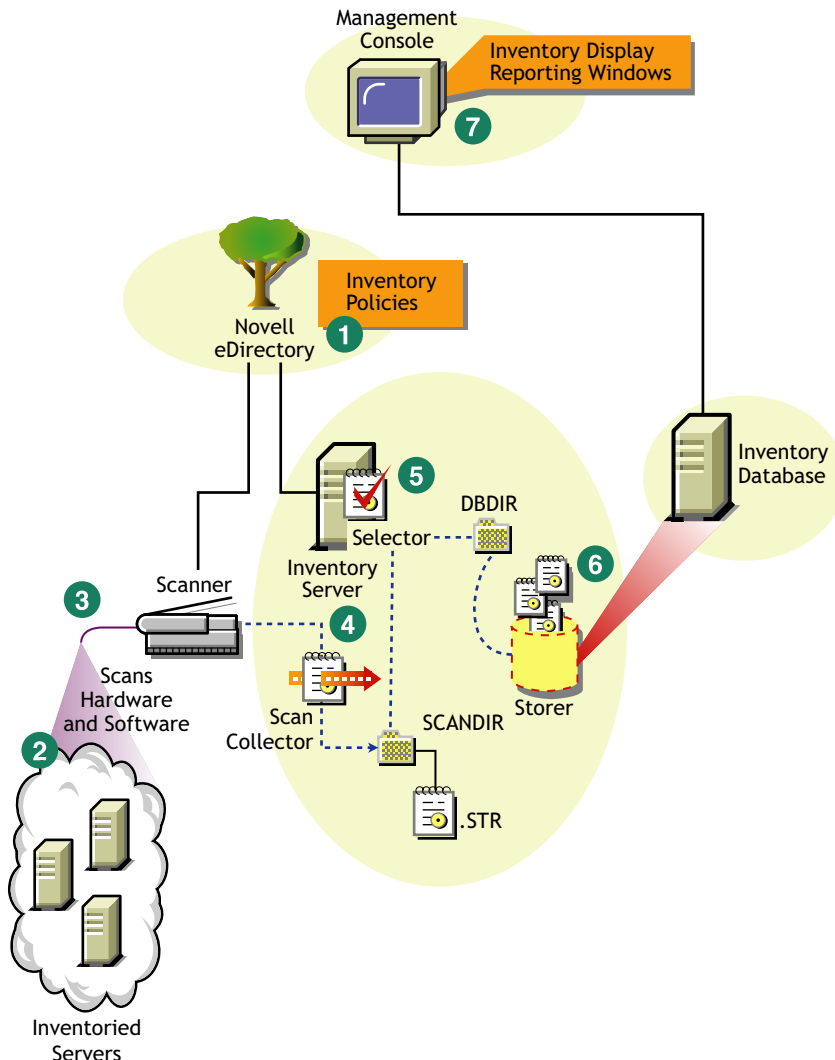 Management
Console
Inventory Display
Reporting Windows
7
Inventory
Policies
Novell
eDirectory
1
Inventory
Database
5
DBDIR
Selector
Inventory
Server
6
Scanner
3
4
Scans
Hardware
and Software
Scan
Collector
SCANDIR
Storer
2
.STR
Inventoried
Servers